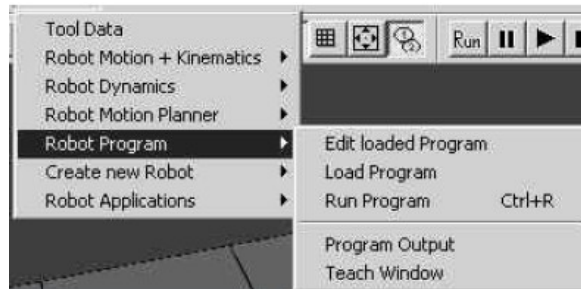 Tool Data
Robot Motion + Kinematics
Robot Dynamics
Robot Motion Planner
Robot Program
Create new Robot
Robot Applications
Run
Edit loaded Program
Load Program
Run Program Ctrl+R
Program Output
Teach Window